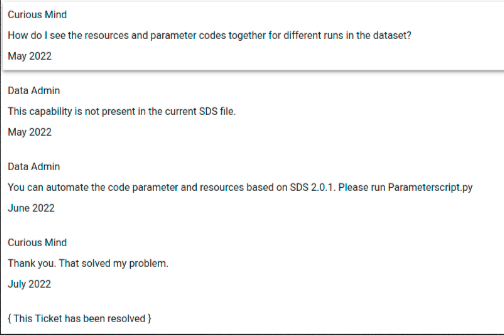 Curious Mind
How do I see the resources and parameter codes together for different runs in the dataset?
May 2022
Data Admin
This capability is not present in the current SDS file.
May 2022
Data Admin
You can automate the code parameter and resources based on SDS 2.0.1. Please run Parameterscript.py
June 2022
Curious Mind
Thank you. That solved my problem.
July 2022
{ This Ticket has been resolved }